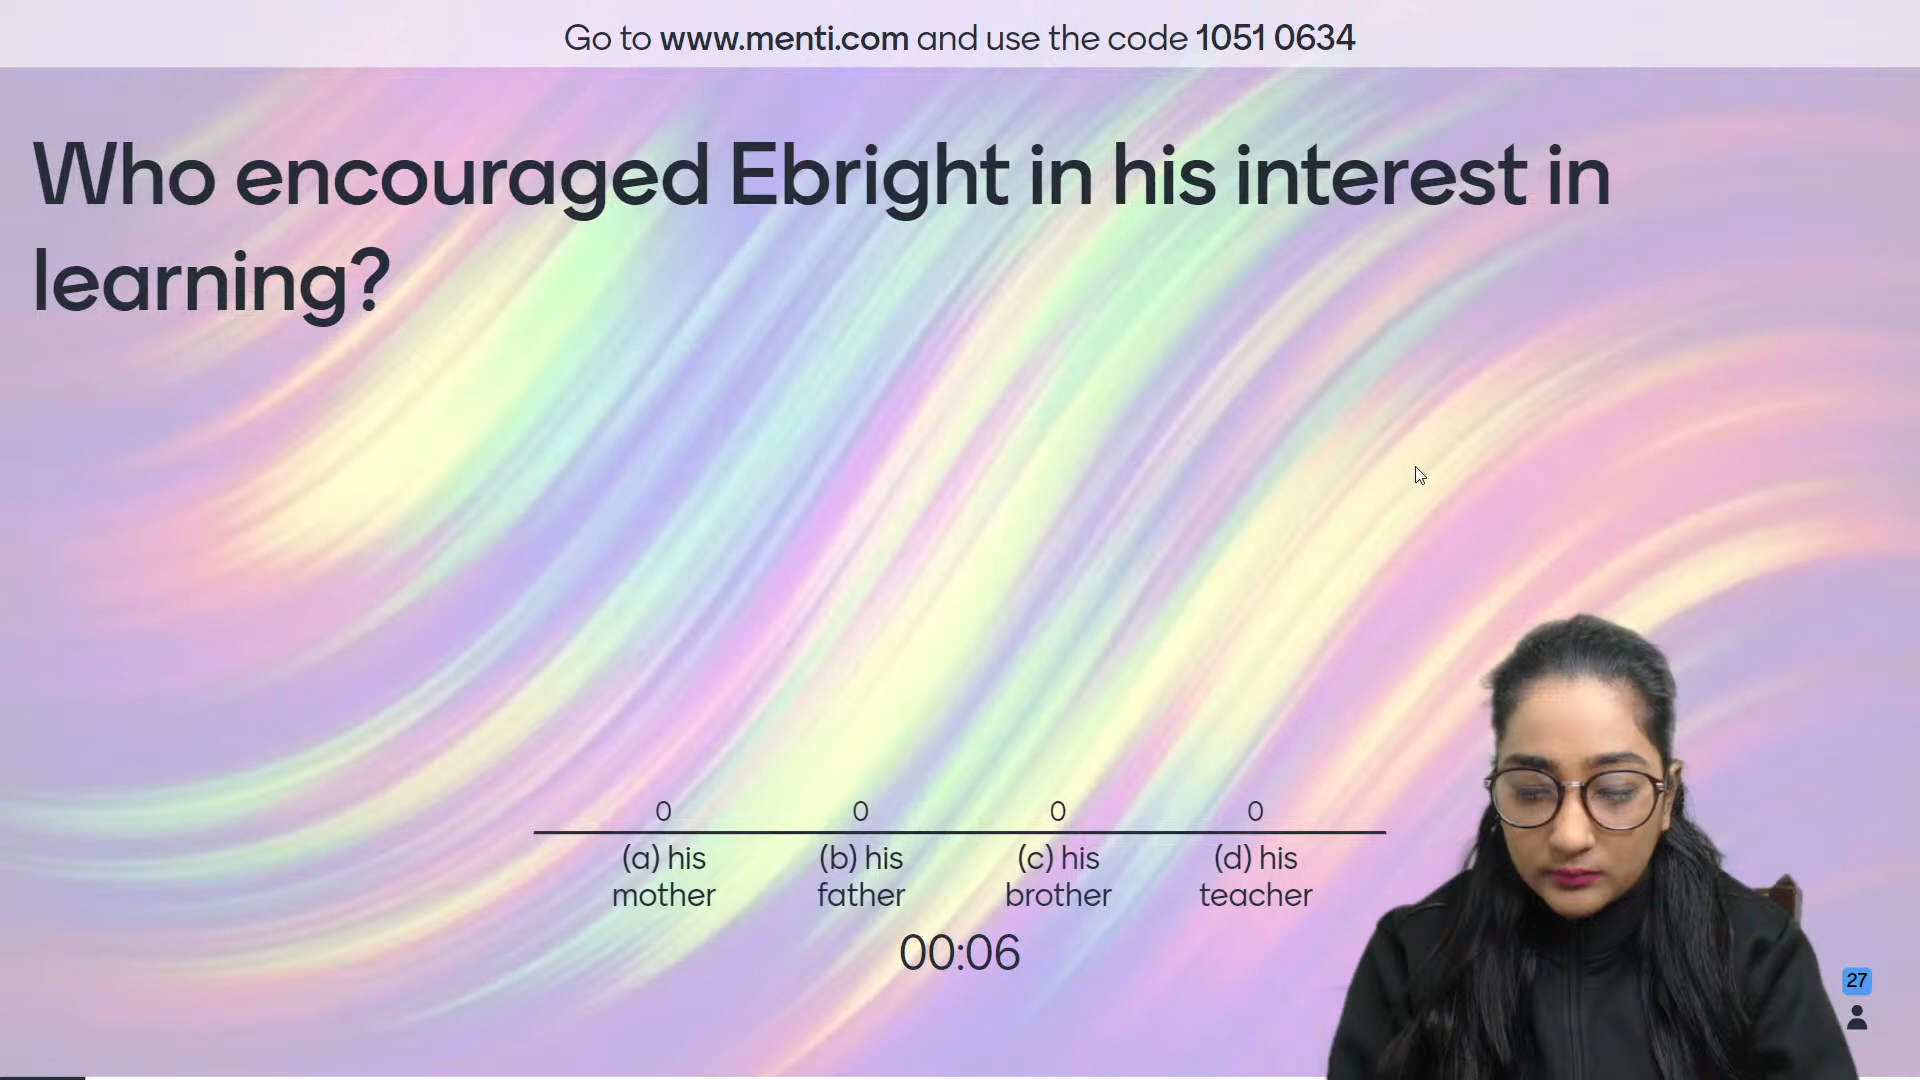 Go to www.menti.com and use the code 1051 0634
Who encouraged Ebright in his interest in
learning?
0 0 0 0
(a) his (b) his (c) his (d) his
mother father brother teacher
00:06
27